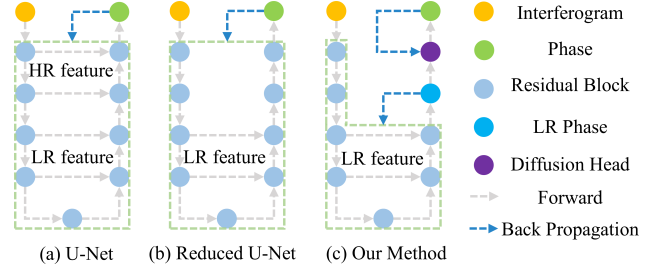 HR feature
LR feature
(a) U-Net
LR feature
(b) Reduced U-Net
LR feature
(c) Our Method
Interferogram
Phase
Residual Block
LR Phase
Diffusion Head
Forward
Back Propagation